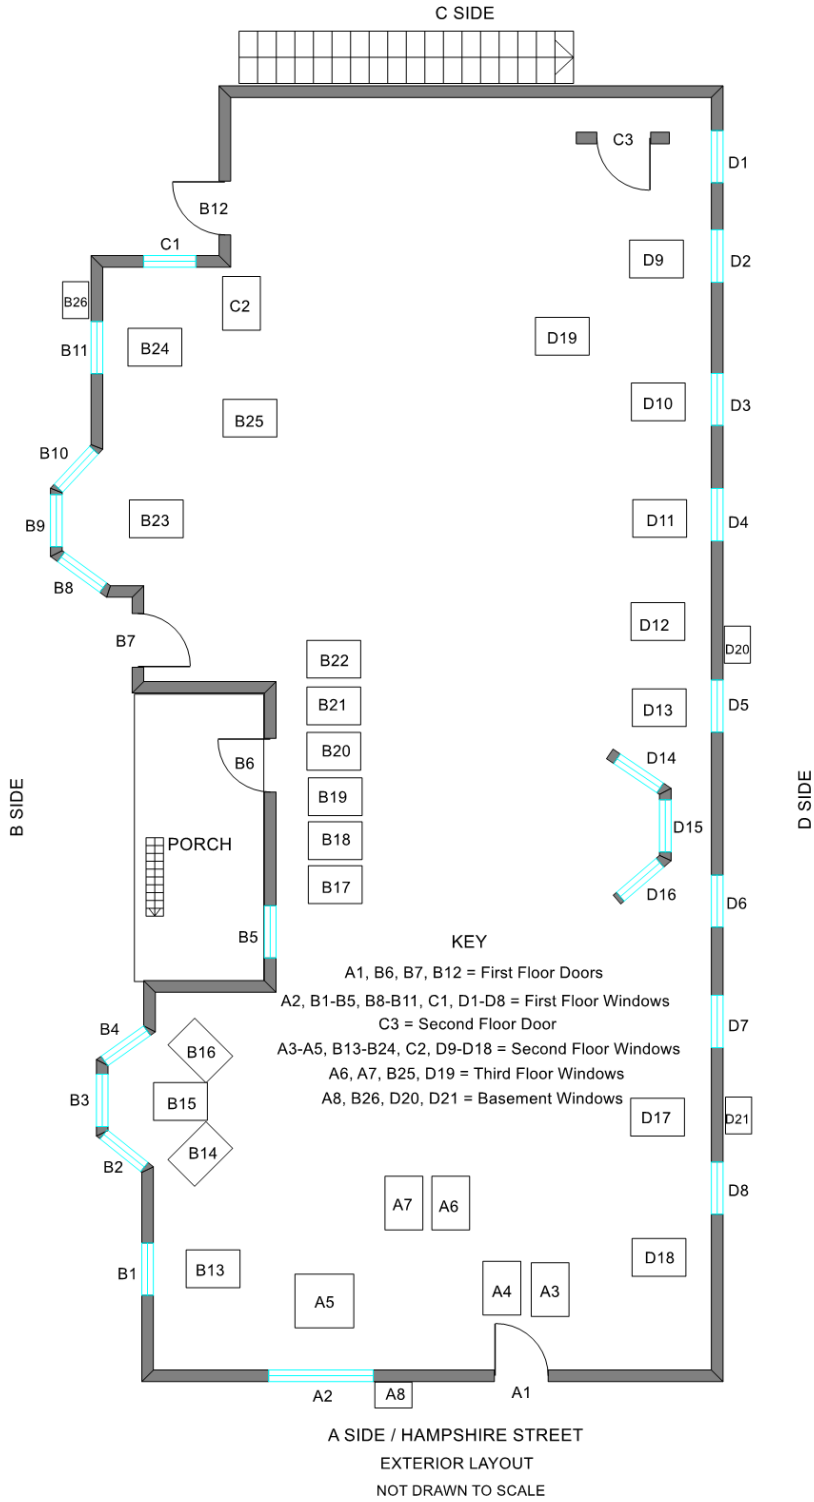 C SIDE
C3
D1
B12
C1
D9
D2
B26
C2
B11
B24
D19
B25
D10
D3
B10
B9
B23
D11
D4
B8
B7
D12
D20
B22
B21
D13
D5
B20
B6
D14
B SIDE
D SIDE
B19
B18
D15
PORCH
B17
D16
D6
B5
KEY
A1, B6, B7, B12 = First Floor Doors
A2, B1-B5, B8-B11, C1, D1-D8 = First Floor Windows
C3 = Second Floor Door
A3-A5, B13-B24, C2, D9-D18 = Second Floor Windows
A6, A7, B25, D19 = Third Floor Windows
A8, B26, D20, D21 = Basement Windows
D7
B4
B16
B3
B15
D17
D21
B2
B14
A7
A6
D8
B1
B13
D18
A5
A4
A3
A2
A8
A1
A SIDE / HAMPSHIRE STREET
EXTERIOR LAYOUT
NOT DRAWN TO SCALE